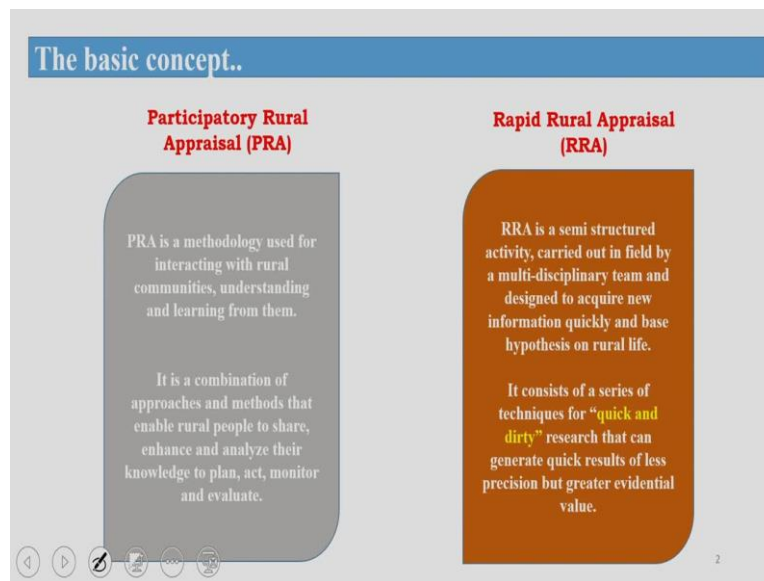 The basic concept..
Participatory Rural
Appraisal (PRA)
PRA is a methodology used for
interacting with rural
communities, understanding
and learning from them.
It is a combination of
approaches and methods that
enable rural people to share,
enhance and analyze their
knowledge to plan, act, monitor
and evaluate.
Rapid Rural Appraisal
(RRA)
RRA is a semi structured
activity, carried out in field by
a multi-disciplinary team and
designed to acquire new
information quickly and base
hypothesis on rural life.
It consists of a series of
techniques for “quick and
dirty” research that can
generate quick results of less
precision but greater evidential
value.
2